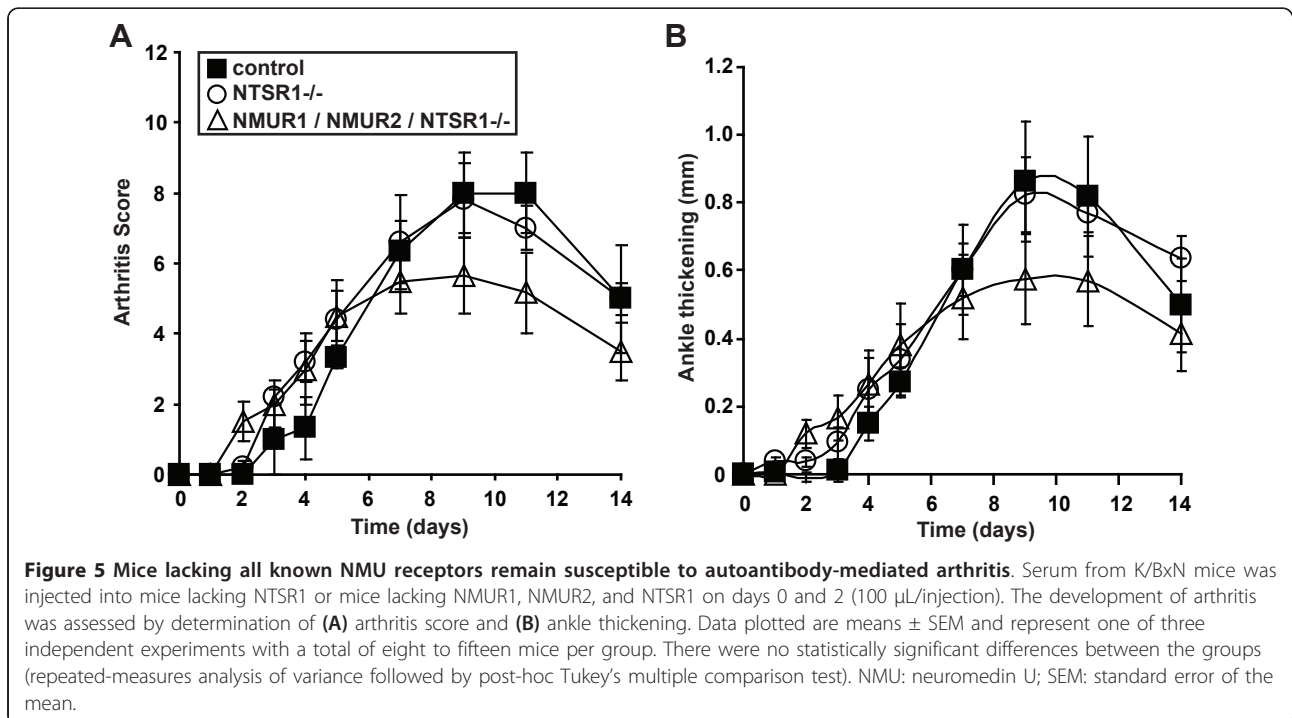 A
12
10
8
6
4
2
0
Arthritis Score
control
NTSR1-/-
NMUR1 / NMUR2 / NTSR1-/-
0 2 4 6 8 10 12 14
Time (days)
B
1.2
1.0
0.8
0.6
0.4
0.2
0
Ankle thickening (mm)
0 2 4 6 8 10 12 14
Time (days)
Figure 5 Mice lacking all known NMU receptors remain susceptible to autoantibody-mediated arthritis. Serum from K/BxN mice was
injected into mice lacking NTSR1 or mice lacking NMUR1, NMUR2, and NTSR1 on days 0 and 2 (100 μL/injection). The development of arthritis
was assessed by determination of (A) arthritis score and (B) ankle thickening. Data plotted are means ± SEM and represent one of three
independent experiments with a total of eight to fifteen mice per group. There were no statistically significant differences between the groups
(repeated-measures analysis of variance followed by post-hoc Tukey's multiple comparison test). NMU: neuromedin U; SEM: standard error of the
mean.